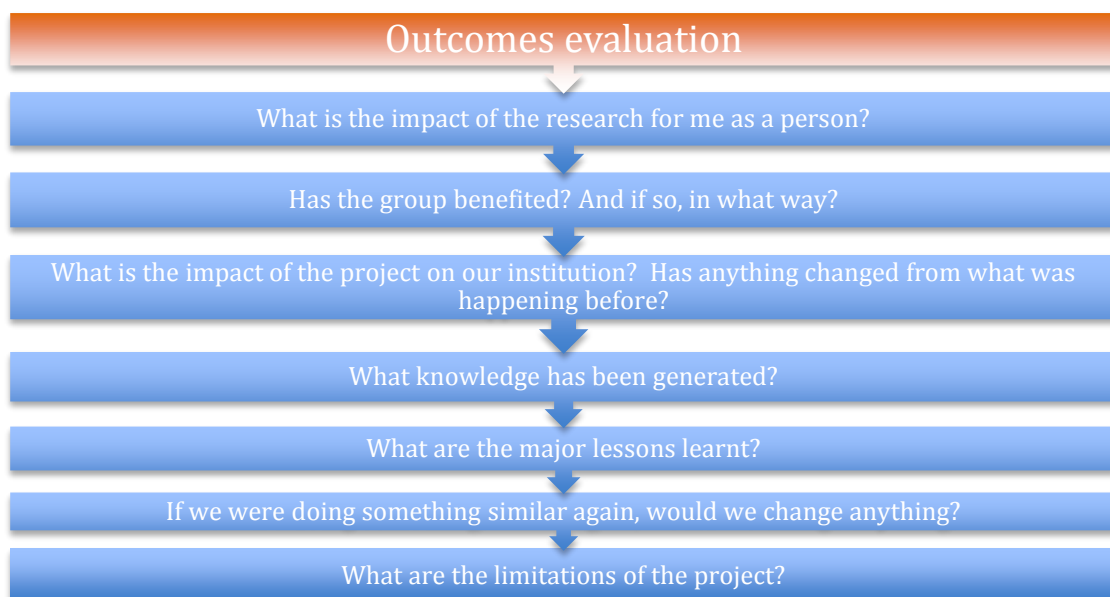 Outcomes evaluation
What is the impact of the research for me as a person?
Has the group benefited? And if so, in what way?
What is the impact of the project on our institution?  Has anything changed from what was
happening before?
What knowledge has been generated?
What are the major lessons learnt?
If we were doing something similar again, would we change anything?
What are the limitations of the project?